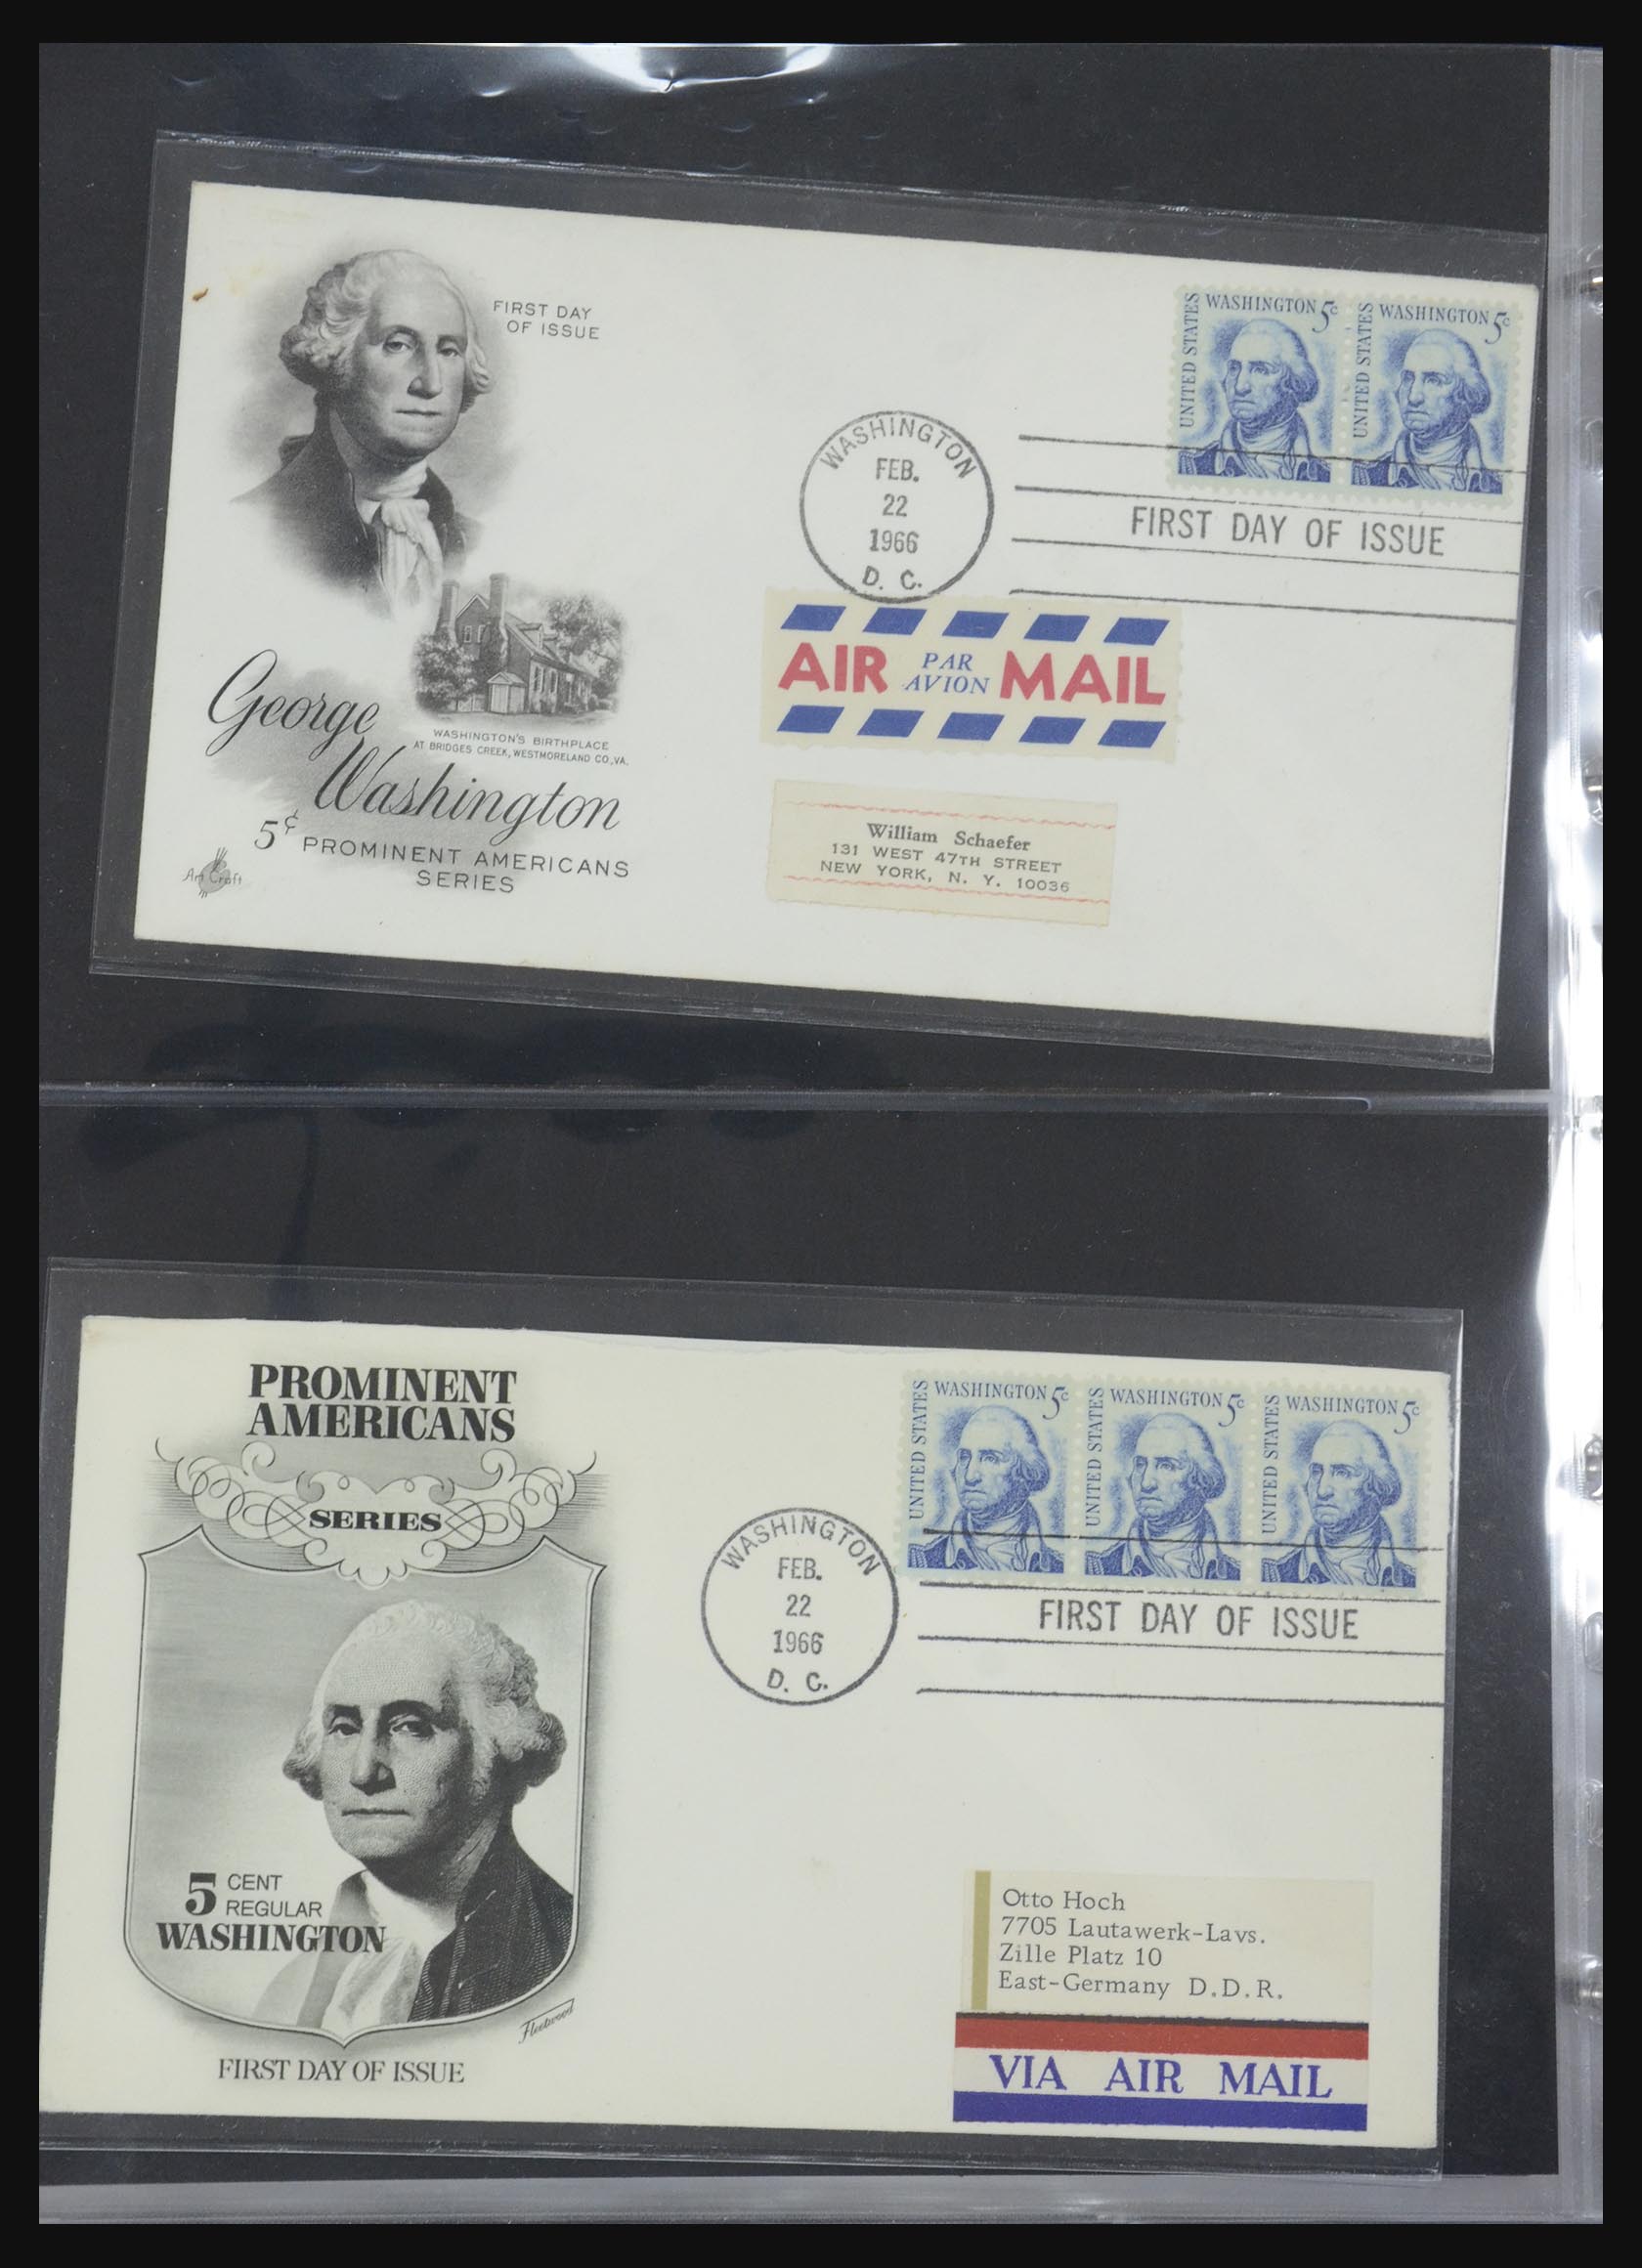 FIRST DAY
OF ISSUE
UNITED STATES
WASHINGTON 5c
UNITED STATES
WASHINGTON 5c
WASHINGTON
FEB.
22
1966
D. C.
FIRST DAY OF ISSUE
AIR PAR AVION MAIL
WASHINGTON'S BIRTHPLACE
AT BRIDGES CREEK, WESTMORELAND CO., VA.
George
Washington
5¢ PROMINENT AMERICANS
SERIES
Art Craft
William Schaefer
131 WEST 47TH STREET
NEW YORK, N. Y. 10036
PROMINENT
AMERICANS
SERIES
UNITED STATES
WASHINGTON 5c
UNITED STATES
WASHINGTON 5c
UNITED STATES
WASHINGTON 5c
WASHINGTON
FEB.
22
1966
D. C.
FIRST DAY OF ISSUE
5 CENT
REGULAR
WASHINGTON
Fleetwood
FIRST DAY OF ISSUE
Otto Hoch
7705 Lautawerk-Lavs.
Zille Platz 10
East-Germany D.D.R.
VIA AIR MAIL